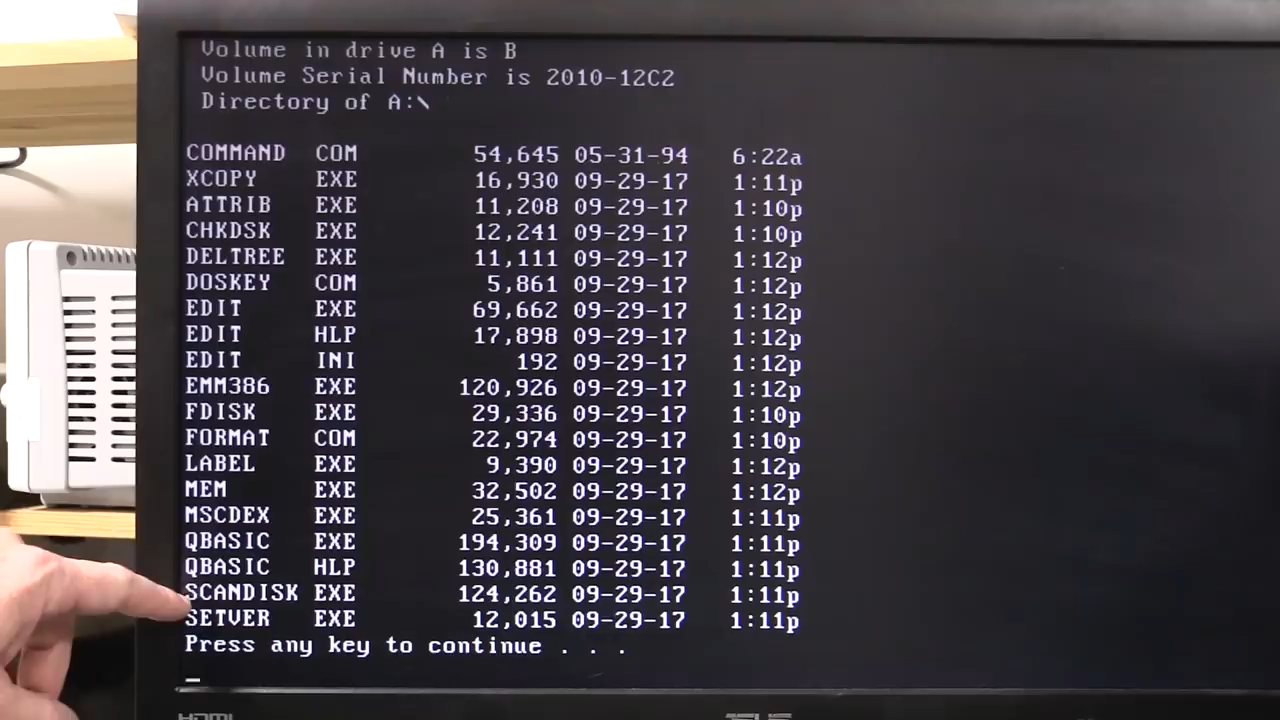 Volume in drive A is B
Volume Serial Number is 2010-12C2
Directory of A:\
COMMAND COM 54,645 05-31-94 6:22a
XCOPY EXE 16,930 09-29-17 1:11p
ATTRIB EXE 11,208 09-29-17 1:10p
CHKDSK EXE 12,241 09-29-17 1:10p
DELTREE EXE 11,111 09-29-17 1:12p
DOSKEY COM 5,861 09-29-17 1:12p
EDIT EXE 69,662 09-29-17 1:12p
EDIT HLP 17,898 09-29-17 1:12p
EDIT INI 192 09-29-17 1:12p
EMM386 EXE 120,926 09-29-17 1:12p
FDISK EXE 29,336 09-29-17 1:10p
FORMAT COM 22,974 09-29-17 1:10p
LABEL EXE 9,390 09-29-17 1:12p
MEM EXE 32,502 09-29-17 1:12p
MSCDEX EXE 25,361 09-29-17 1:11p
QBASIC EXE 194,309 09-29-17 1:11p
QBASIC HLP 130,881 09-29-17 1:11p
SCANDISK EXE 124,262 09-29-17 1:11p
SETVER EXE 12,015 09-29-17 1:11p
Press any key to continue . . .
HDMI
ASUS